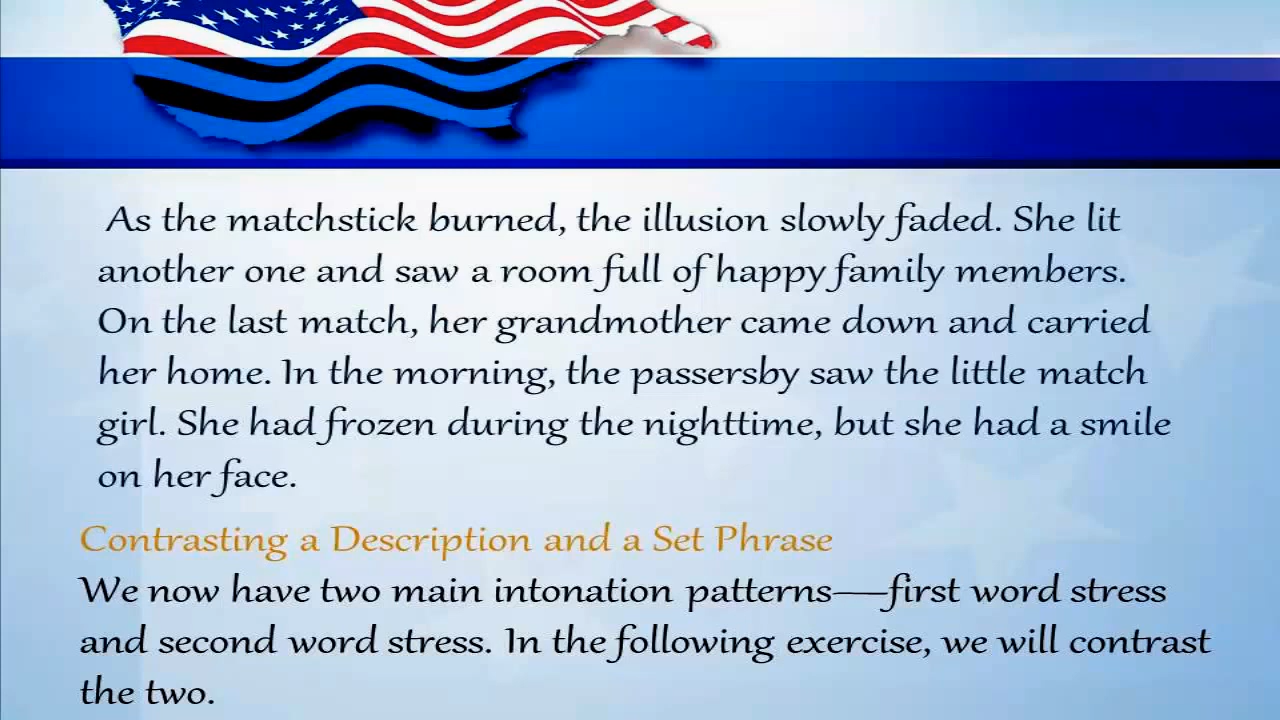 As the matchstick burned, the illusion slowly faded. She lit
another one and saw a room full of happy family members.
On the last match, her grandmother came down and carried
her home. In the morning, the passersby saw the little match
girl. She had frozen during the nighttime, but she had a smile
on her face.
Contrasting a Description and a Set Phrase
We now have two main intonation patterns—first word stress
and second word stress. In the following exercise, we will contrast
the two.